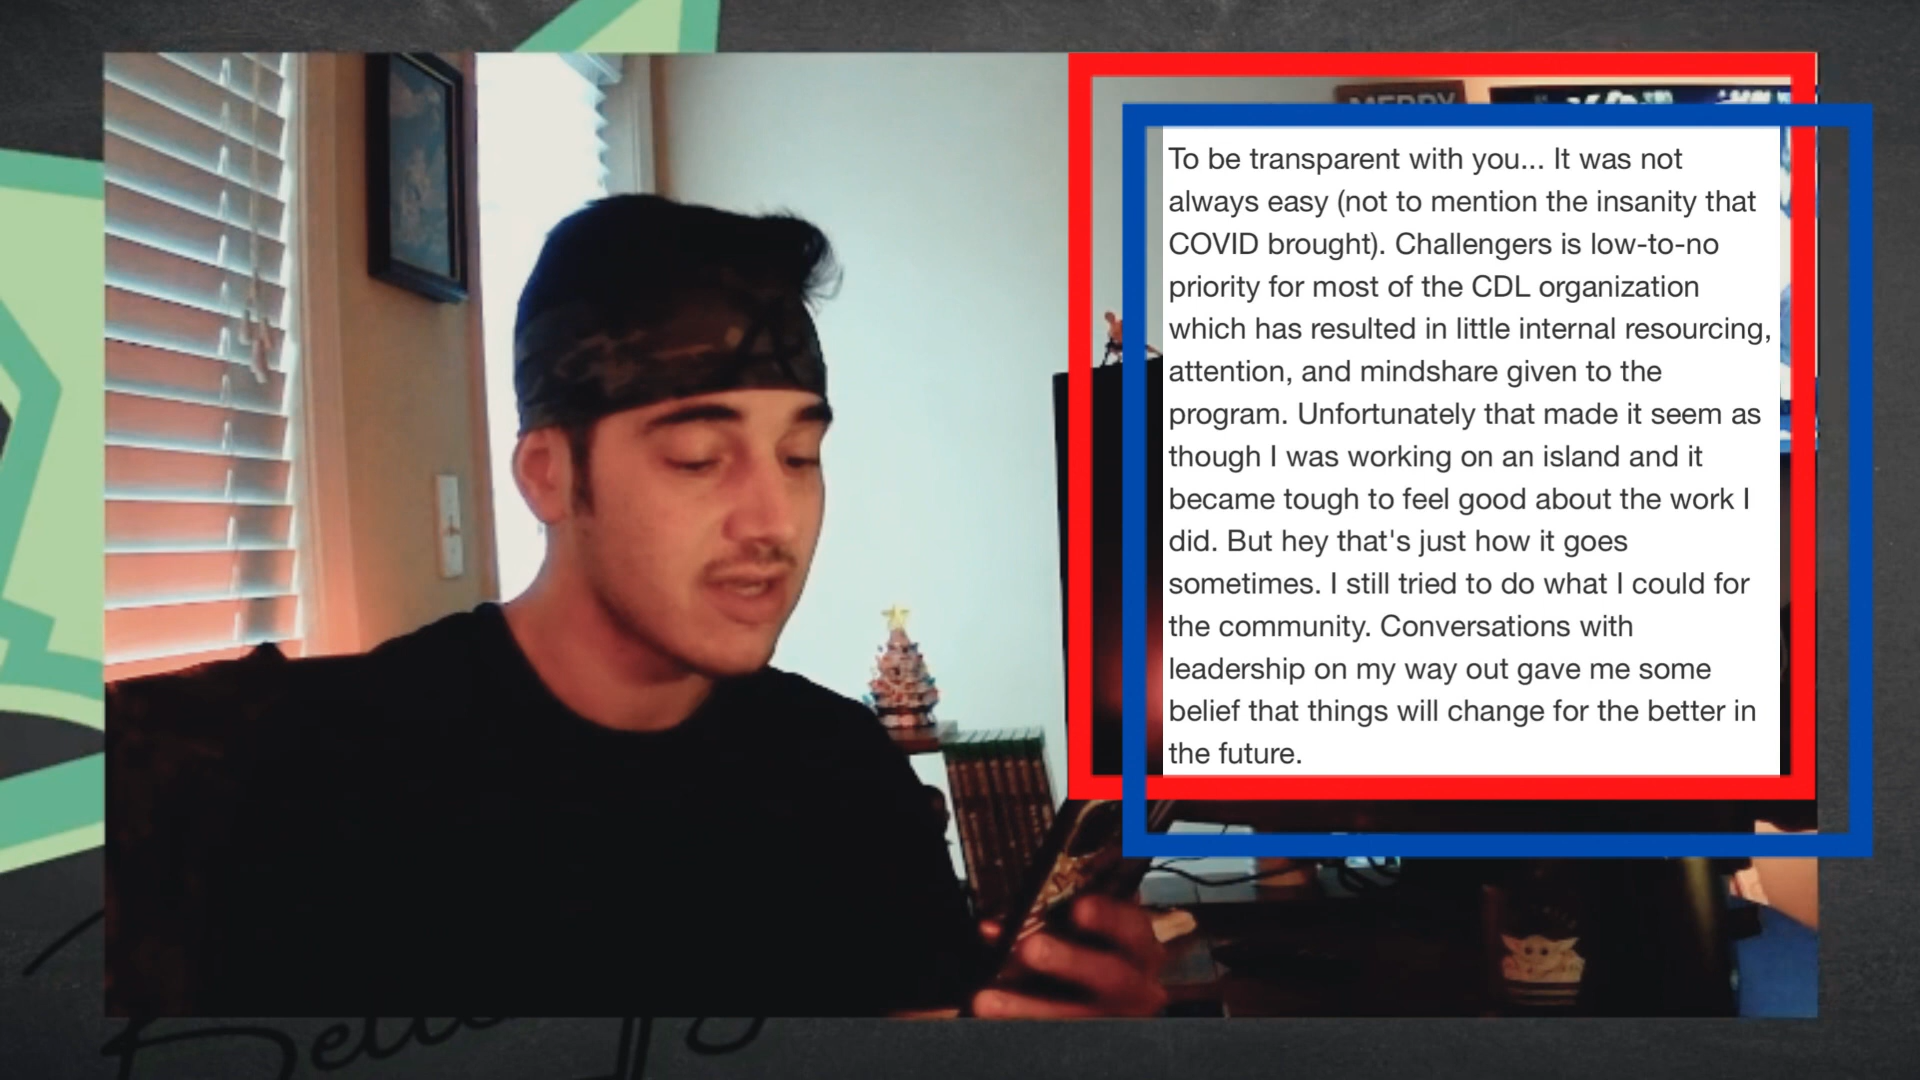 MERRY
To be transparent with you... It was not
always easy (not to mention the insanity that
COVID brought). Challengers is low-to-no
priority for most of the CDL organization
which has resulted in little internal resourcing,
attention, and mindshare given to the
program. Unfortunately that made it seem as
though I was working on an island and it
became tough to feel good about the work I
did. But hey that's just how it goes
sometimes. I still tried to do what I could for
the community. Conversations with
leadership on my way out gave me some
belief that things will change for the better in
the future.